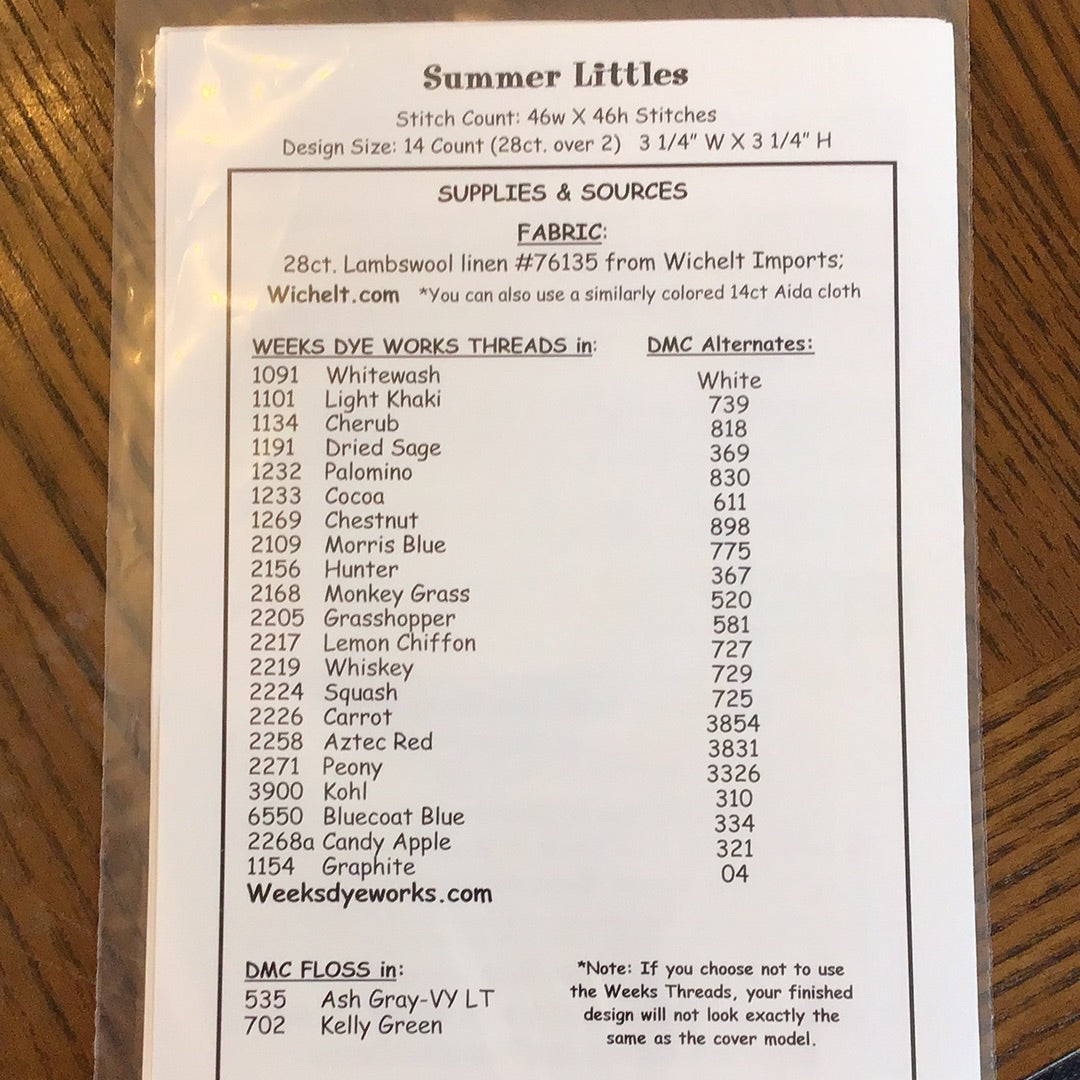 Summer Littles
Stitch Count: 46w X 46h Stitches
Design Size: 14 Count (28ct. over 2) 3 1/4" W X 3 1/4" H
SUPPLIES & SOURCES
FABRIC:
28ct. Lambswool linen #76135 from Wichelt Imports;
Wichelt.com *You can also use a similarly colored 14ct Aida cloth
WEEKS DYE WORKS THREADS in: DMC Alternates:
1091 Whitewash White
1101 Light Khaki 739
1134 Cherub 818
1191 Dried Sage 369
1232 Palomino 830
1233 Cocoa 611
1269 Chestnut 898
2109 Morris Blue 775
2156 Hunter 367
2168 Monkey Grass 520
2205 Grasshopper 581
2217 Lemon Chiffon 727
2219 Whiskey 729
2224 Squash 725
2226 Carrot 3854
2258 Aztec Red 3831
2271 Peony 3326
3900 Kohl 310
6550 Bluecoat Blue 334
2268a Candy Apple 321
1154 Graphite 04
Weeksdyeworks.com
DMC FLOSS in:
535 Ash Gray-VY LT
702 Kelly Green
*Note: If you choose not to use
the Weeks Threads, your finished
design will not look exactly the
same as the cover model.